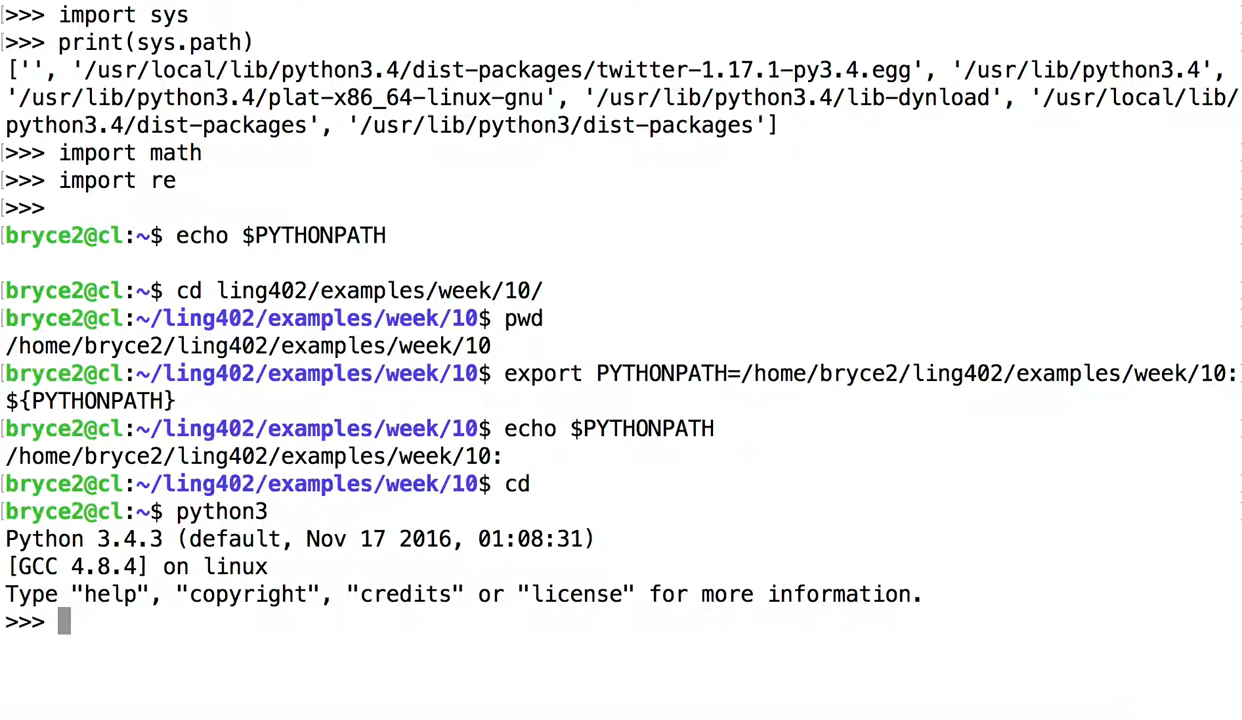 >>> import sys
>>> print(sys.path)
['', '/usr/local/lib/python3.4/dist-packages/twitter-1.17.1-py3.4.egg', '/usr/lib/python3.4',
'/usr/lib/python3.4/plat-x86_64-linux-gnu', '/usr/lib/python3.4/lib-dynload', '/usr/local/lib/
python3.4/dist-packages', '/usr/lib/python3/dist-packages']
>>> import math
>>> import re
>>>
bryce2@cl:~$ echo $PYTHONPATH
bryce2@cl:~$ cd ling402/examples/week/10/
bryce2@cl:~/ling402/examples/week/10$ pwd
/home/bryce2/ling402/examples/week/10
bryce2@cl:~/ling402/examples/week/10$ export PYTHONPATH=/home/bryce2/ling402/examples/week/10:
${PYTHONPATH}
bryce2@cl:~/ling402/examples/week/10$ echo $PYTHONPATH
/home/bryce2/ling402/examples/week/10:
bryce2@cl:~/ling402/examples/week/10$ cd
bryce2@cl:~$ python3
Python 3.4.3 (default, Nov 17 2016, 01:08:31)
[GCC 4.8.4] on linux
Type "help", "copyright", "credits" or "license" for more information.
>>>